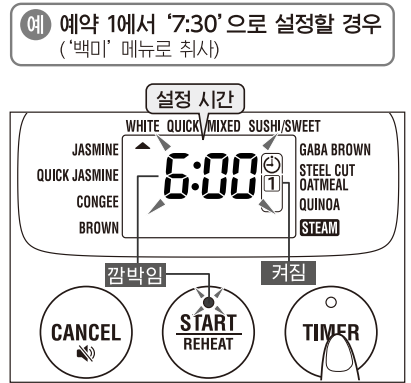 예 예약 1에서 '7:30'으로 설정할 경우
('백미' 메뉴로 취사)
설정 시간
WHITE QUICK/MIXED SUSHI/SWEET
JASMINE
QUICK JASMINE
CONGEE
BROWN
6:00
1
GABA BROWN
STEEL CUT
OATMEAL
QUINOA
STEAM
깜박임
켜짐
CANCEL
START
REHEAT
TIMER